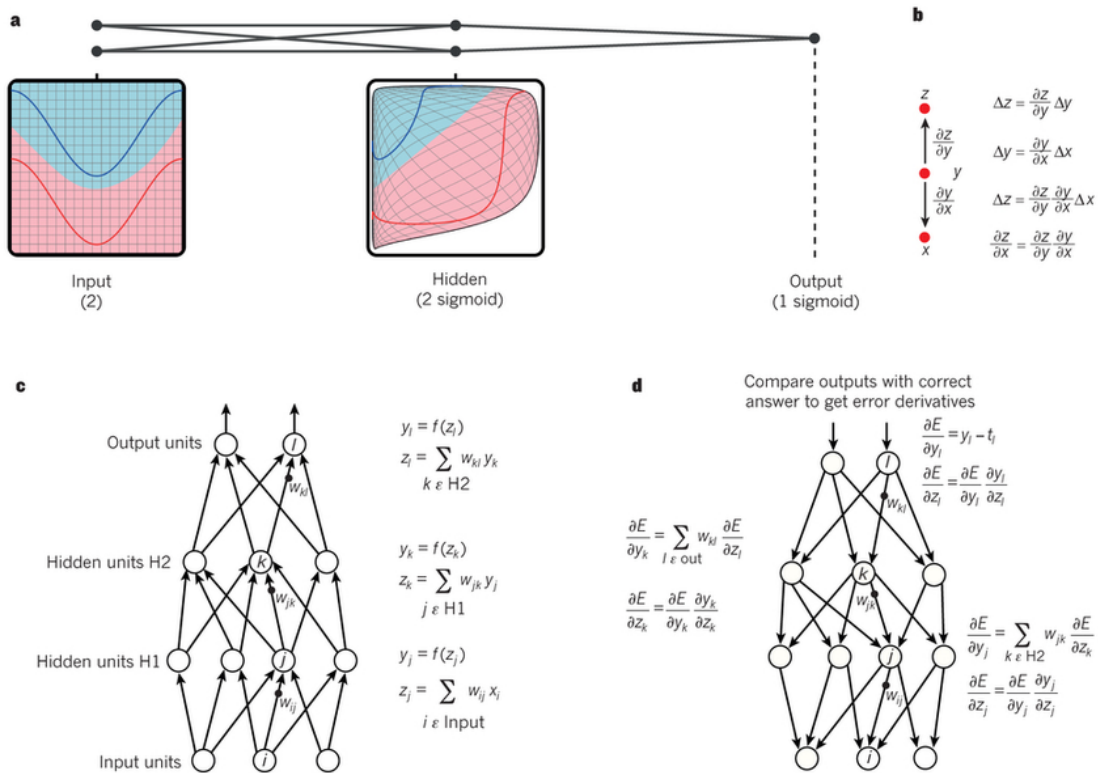 a
Input
(2)
Hidden
(2 sigmoid)
Output
(1 sigmoid)
b
z
∂z/∂y
y
∂y/∂x
x
Δz = ∂z/∂y Δy
Δy = ∂y/∂x Δx
Δz = ∂z/∂y ∂y/∂x Δx
∂z/∂x = ∂z/∂y ∂y/∂x
c
Output units
l
w_kl
y_l = f(z_l)
z_l = ∑ w_kl y_k
k ε H2
Hidden units H2
k
w_jk
y_k = f(z_k)
z_k = ∑ w_jk y_j
j ε H1
Hidden units H1
j
w_ij
y_j = f(z_j)
z_j = ∑ w_ij x_i
i ε Input
Input units
i
d
Compare outputs with correct
answer to get error derivatives
l
w_kl
∂E/∂y_l = y_l – t_l
∂E/∂z_l = ∂E/∂y_l ∂y_l/∂z_l
∂E/∂y_k = ∑ w_kl ∂E/∂z_l
l ε out
∂E/∂z_k = ∂E/∂y_k ∂y_k/∂z_k
k
w_jk
∂E/∂y_j = ∑ w_jk ∂E/∂z_k
k ε H2
∂E/∂z_j = ∂E/∂y_j ∂y_j/∂z_j
j
w_ij
i